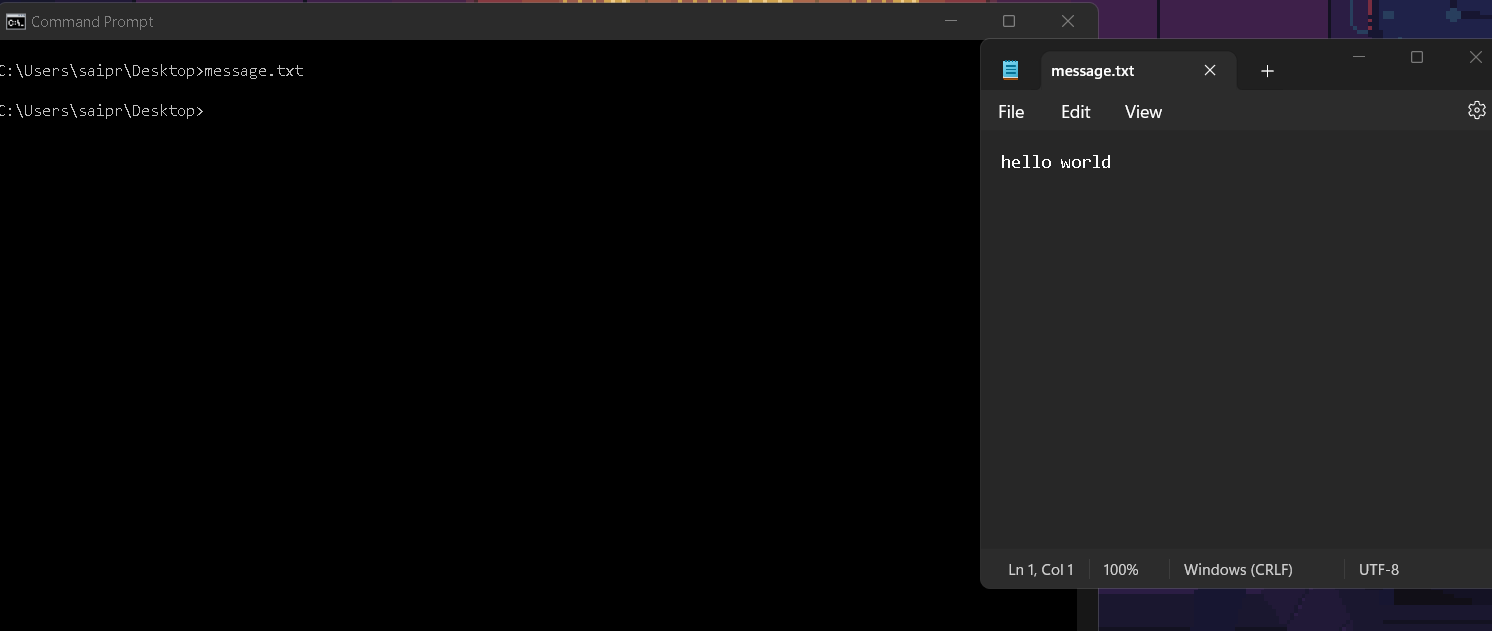 Command Prompt
C:\Users\saipr\Desktop>message.txt
C:\Users\saipr\Desktop>
message.txt
File Edit View
hello world
Ln 1, Col 1 100% Windows (CRLF) UTF-8